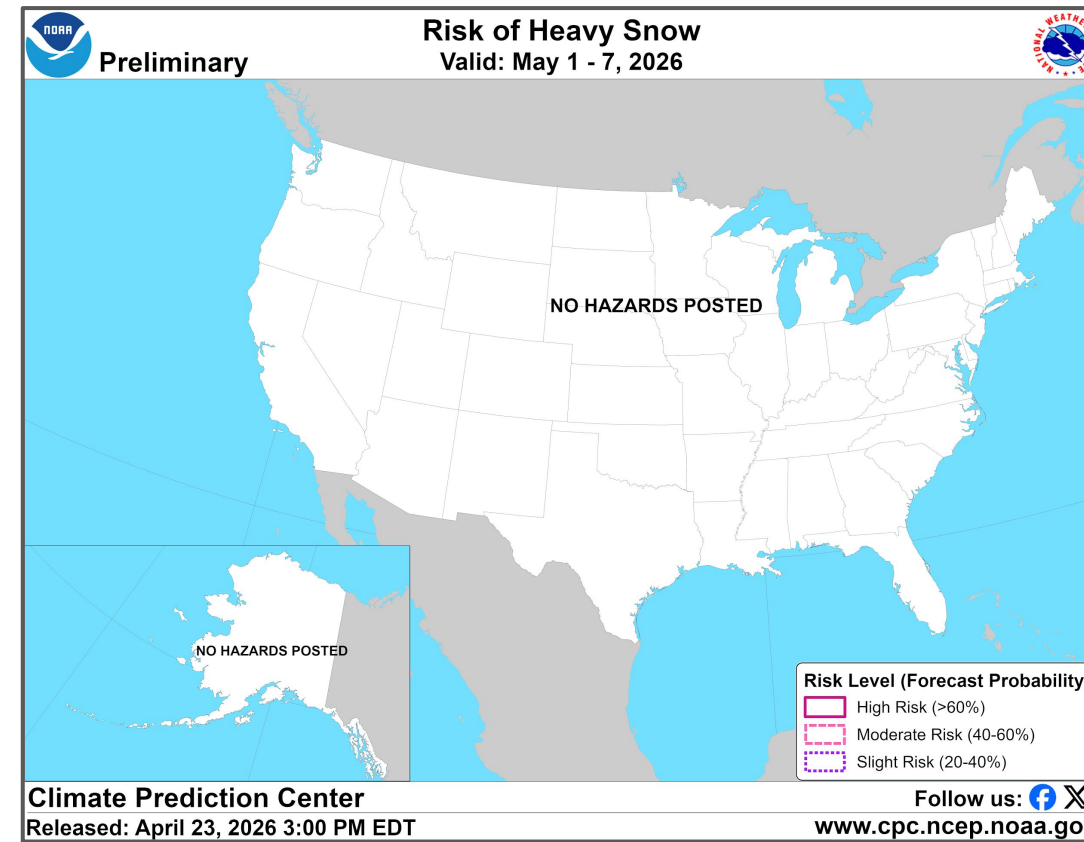 NOAA
Preliminary
Risk of Heavy Snow
Valid: May 1 - 7, 2026
NO HAZARDS POSTED
NO HAZARDS POSTED
Risk Level (Forecast Probability
High Risk (>60%)
Moderate Risk (40-60%)
Slight Risk (20-40%)
Climate Prediction Center
Follow us:
Released: April 23, 2026 3:00 PM EDT
www.cpc.ncep.noaa.go